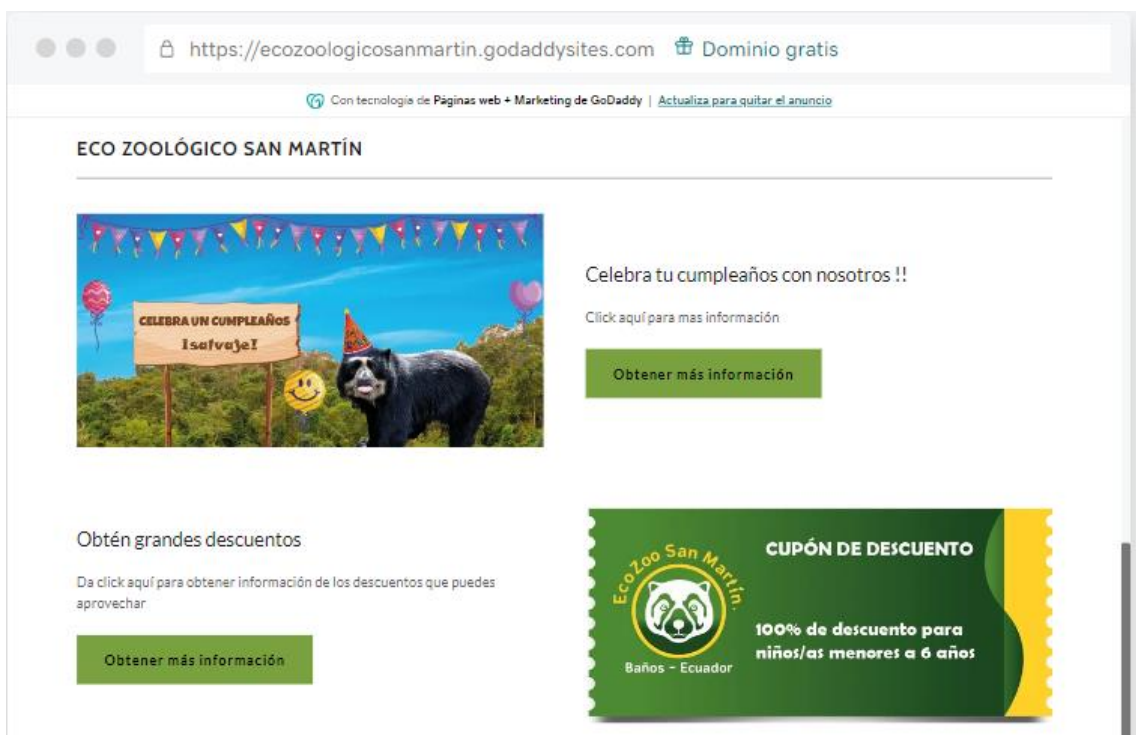 https://ecozoologicosanmartin.godaddysites.com Dominio gratis
Con tecnología de Páginas web + Marketing de GoDaddy | Actualiza para quitar el anuncio
ECO ZOOLÓGICO SAN MARTÍN
CELEBRA UN CUMPLEAÑOS
¡salvaje!
Celebra tu cumpleaños con nosotros !!
Click aquí para mas información
Obtener más información
Obtén grandes descuentos
Da click aquí para obtener información de los descuentos que puedes
aprovechar
Obtener más información
EcoZoo San Martín.
Baños - Ecuador
CUPÓN DE DESCUENTO
100% de descuento para
niños/as menores a 6 años